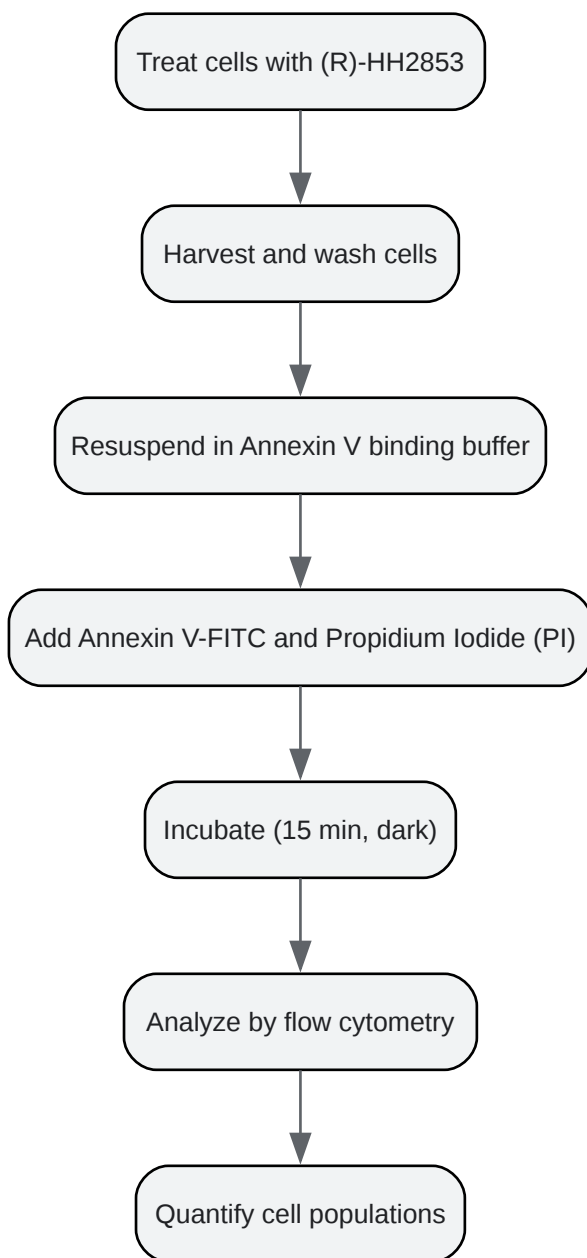 Treat cells with (R)-HH2853
Harvest and wash cells
Resuspend in Annexin V binding buffer
Add Annexin V-FITC and Propidium Iodide (PI)
Incubate (15 min, dark)
Analyze by flow cytometry
Quantify cell populations